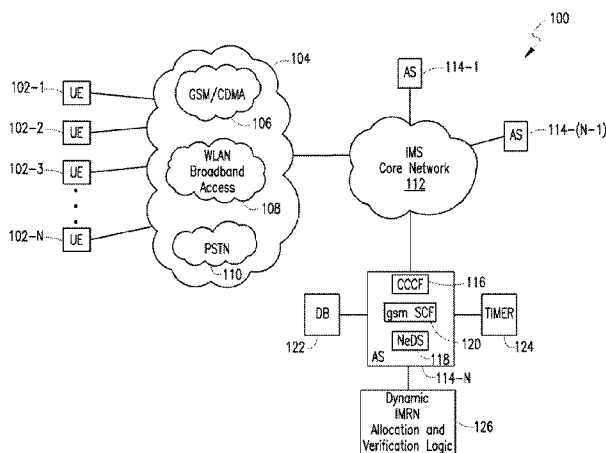 100
104
102-1
UE
GSM/CDMA
106
AS
114-1
102-2
UE
AS
114-(N-1)
102-3
UE
WLAN
Broadband
Access
108
IMS
Core Network
112
102-N
UE
PSTN
110
CCCF
116
DB
122
gsm SCF
120
TIMER
124
NeDS
118
AS
114-N
Dynamic
IMRN
Allocation and
Verification Logic
126